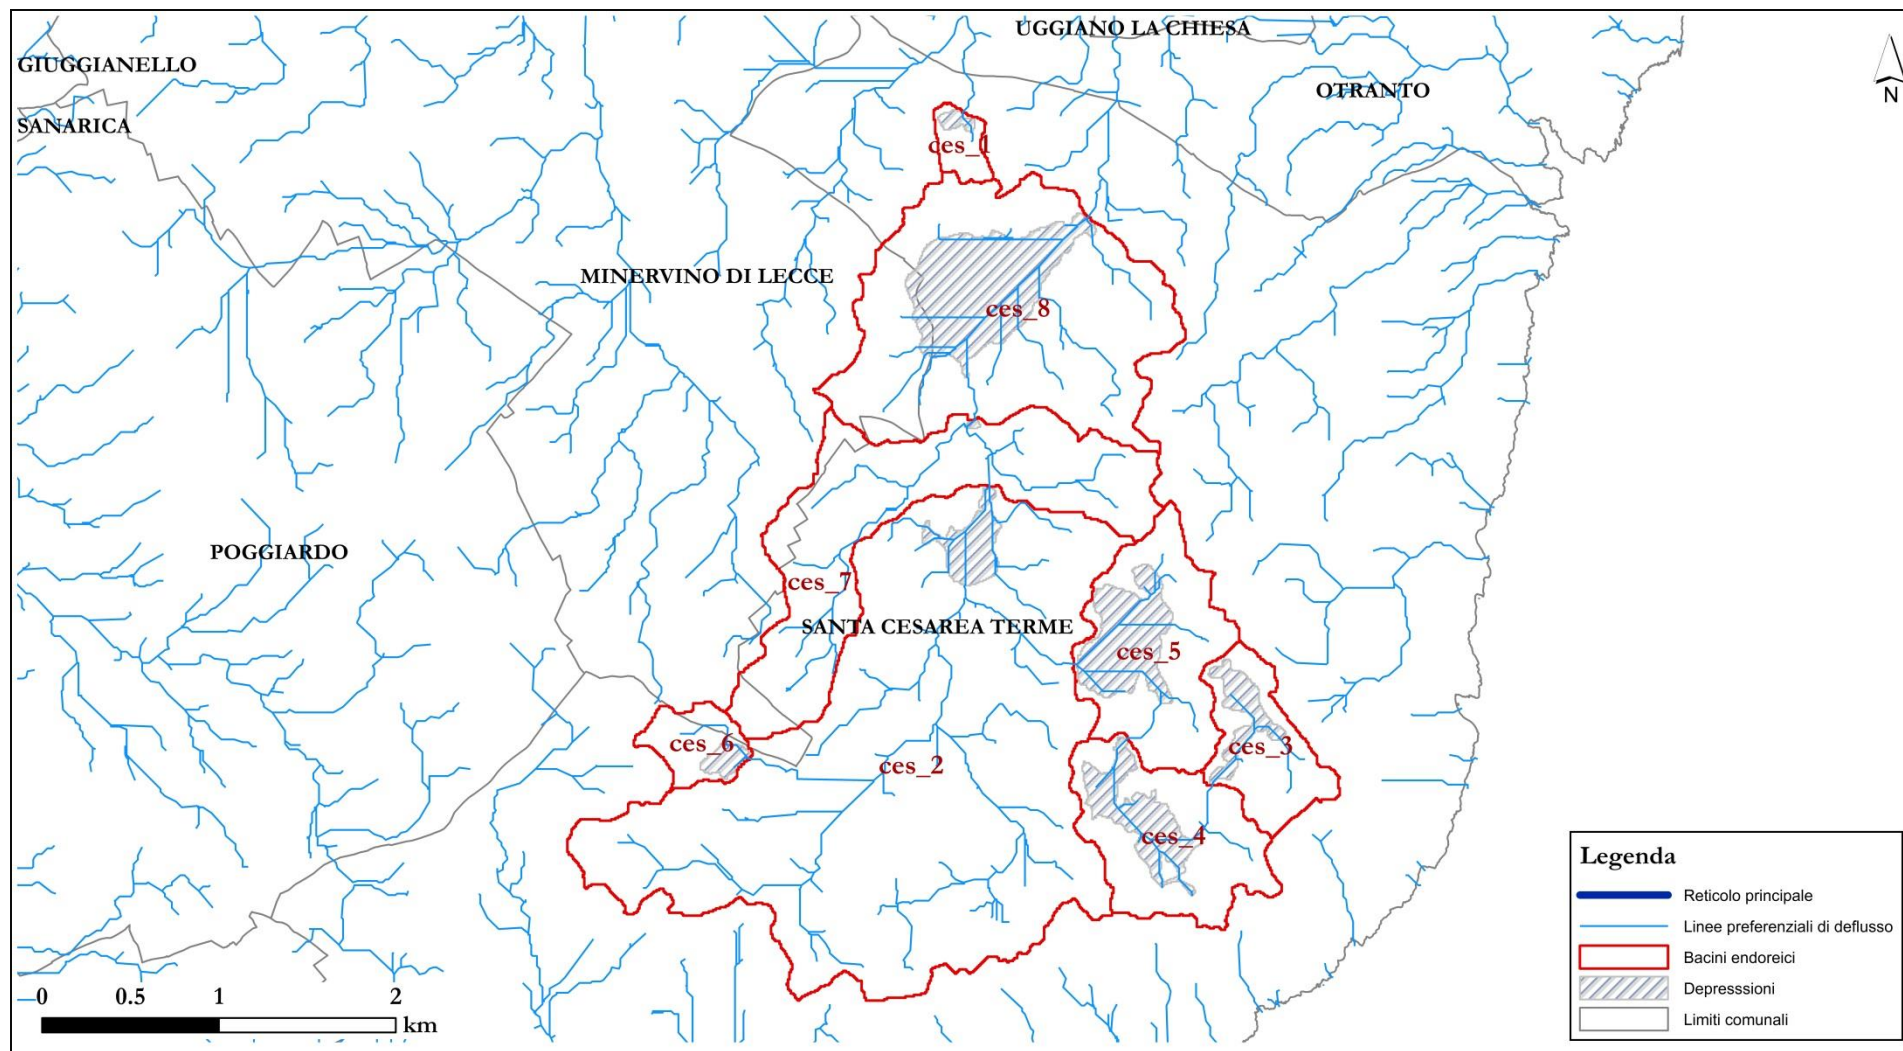 UGGIANO LA CHIESA
GIUGGIANELLO
OTRANTO
N
SANARICA
ces_1
MINERVINO DI LECCE
ces_8
POGGIARDO
ces_7
SANTA CESAREA TERME
ces_5
ces_6
ces_3
ces_2
ces_4
Legenda
Reticolo principale
Linee preferenziali di deflusso
Bacini endoreici
Depresssioni
Limiti comunali
0 0.5 1 2
km